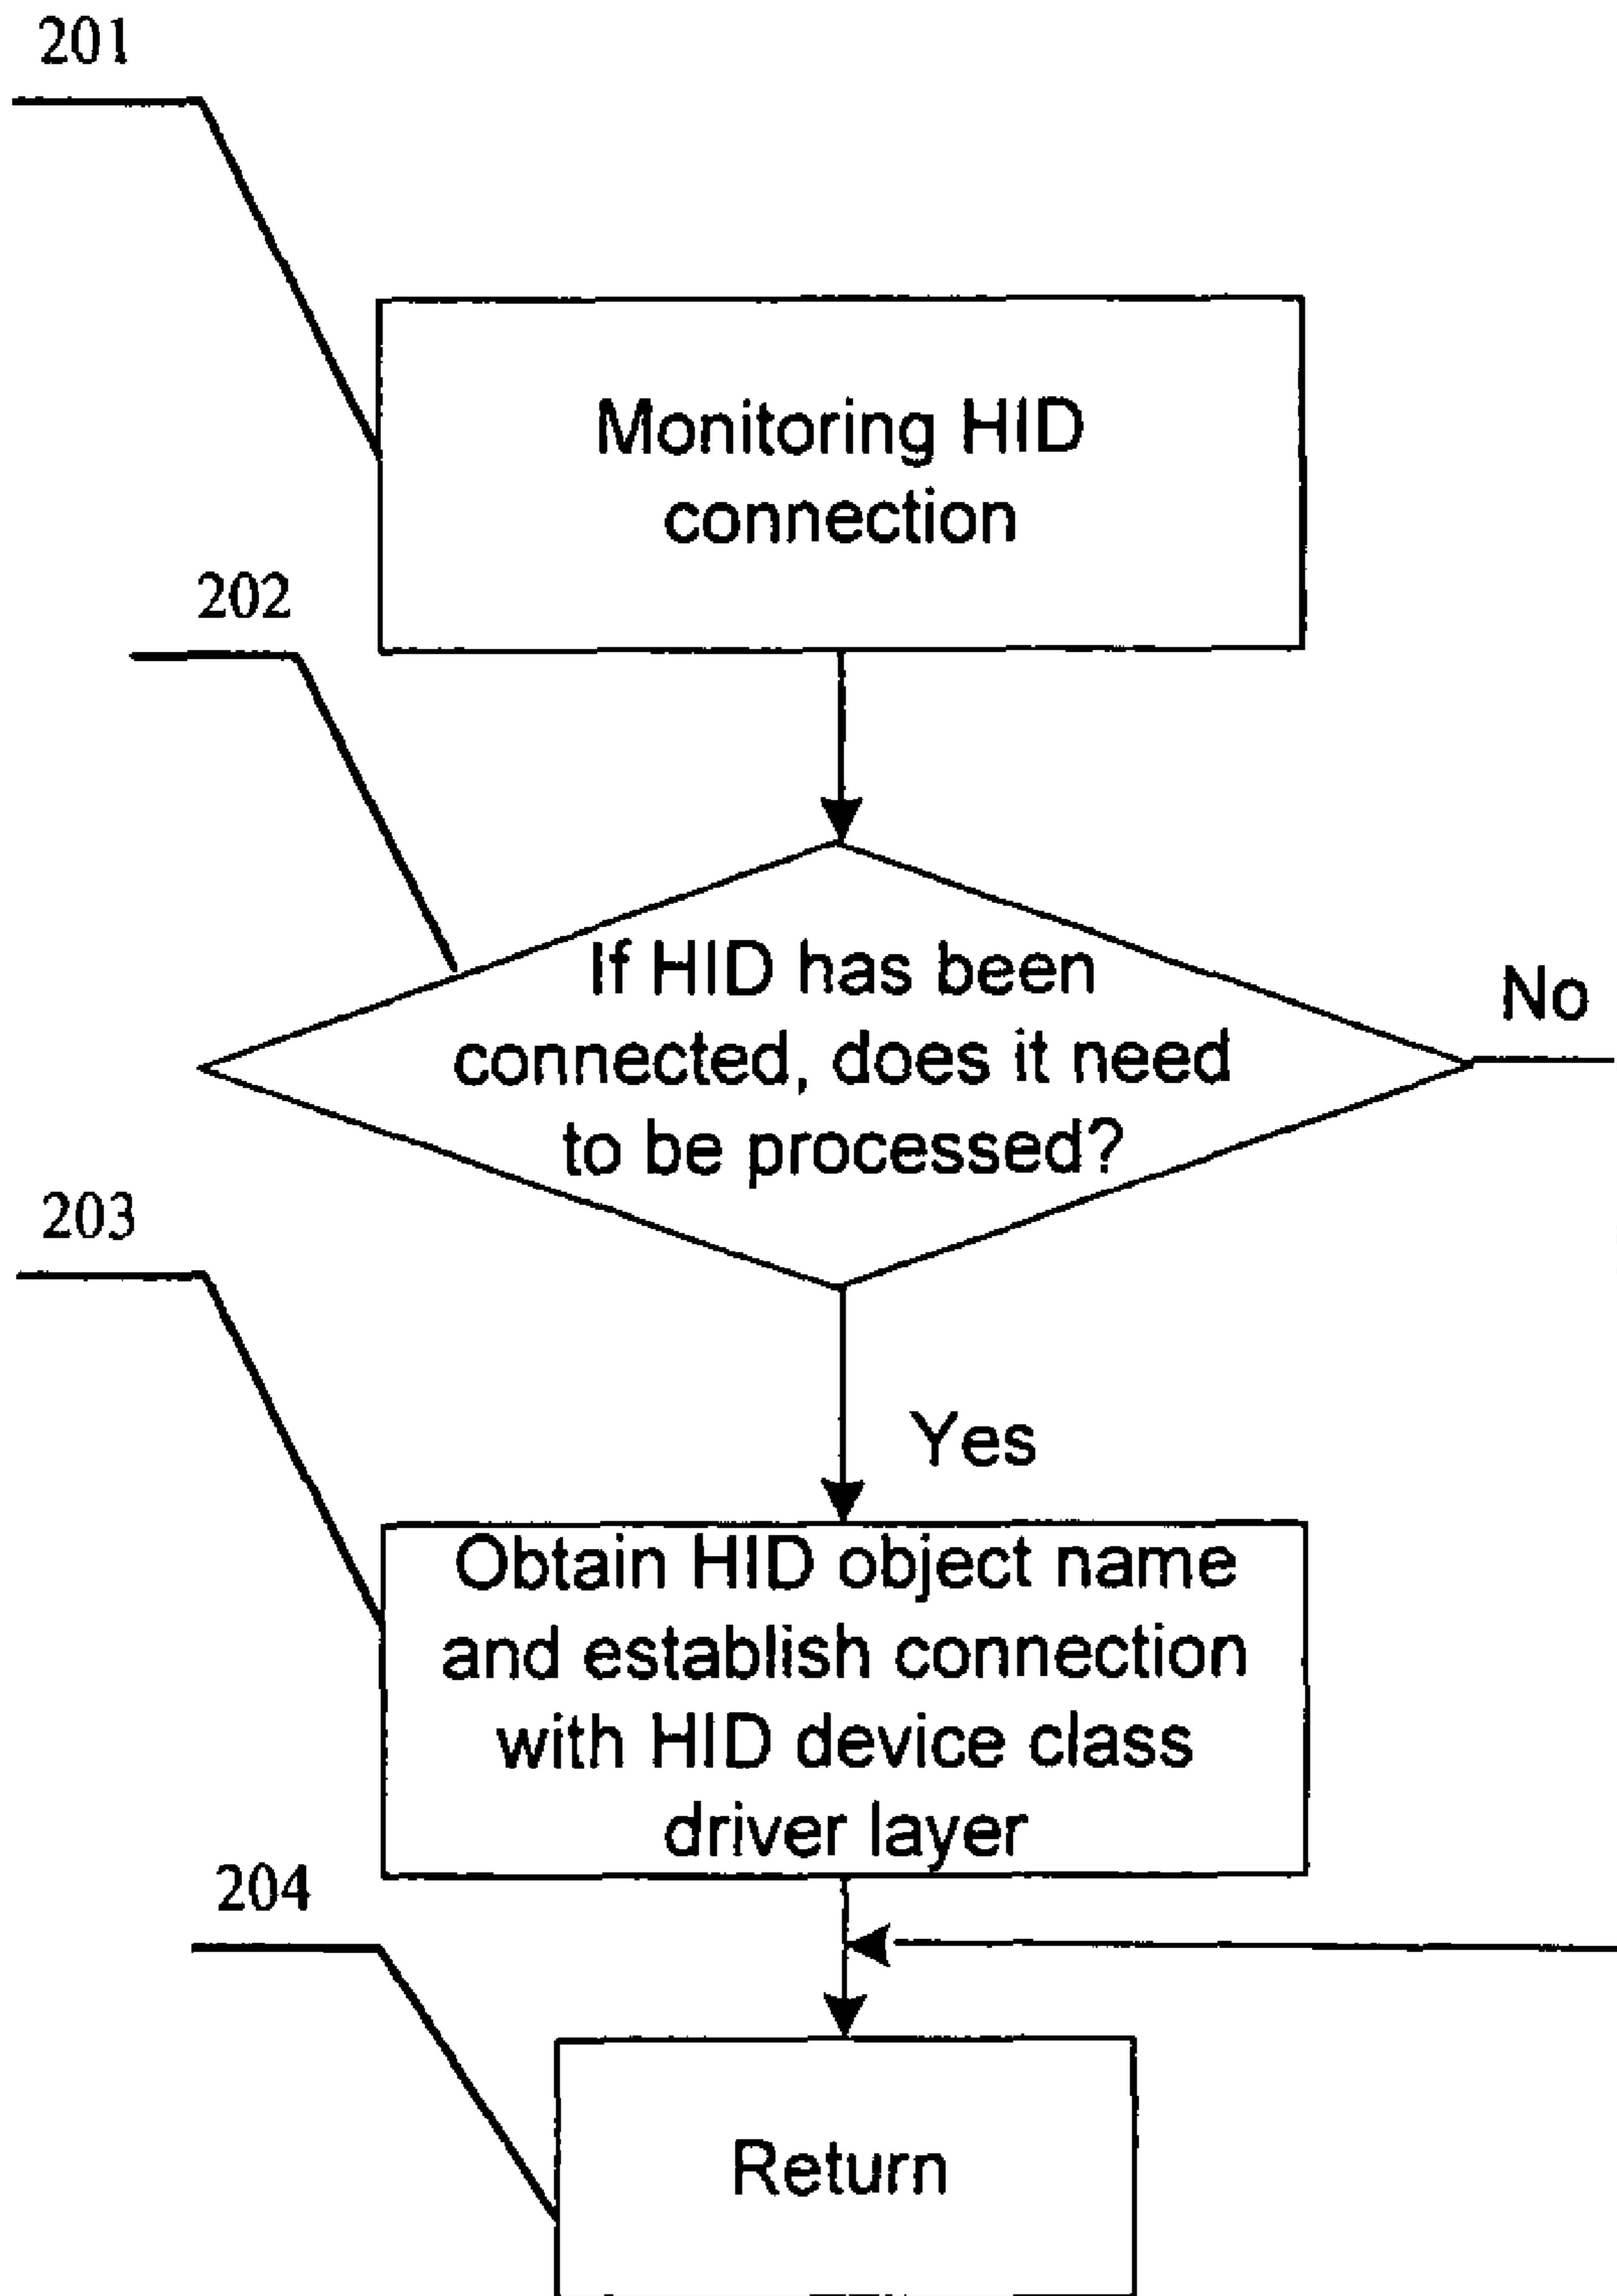 201
Monitoring HID
connection
202
If HID has been
connected, does it need
to be processed?
No
203
Yes
Obtain HID object name
and establish connection
with HID device class
driver layer
204
Return